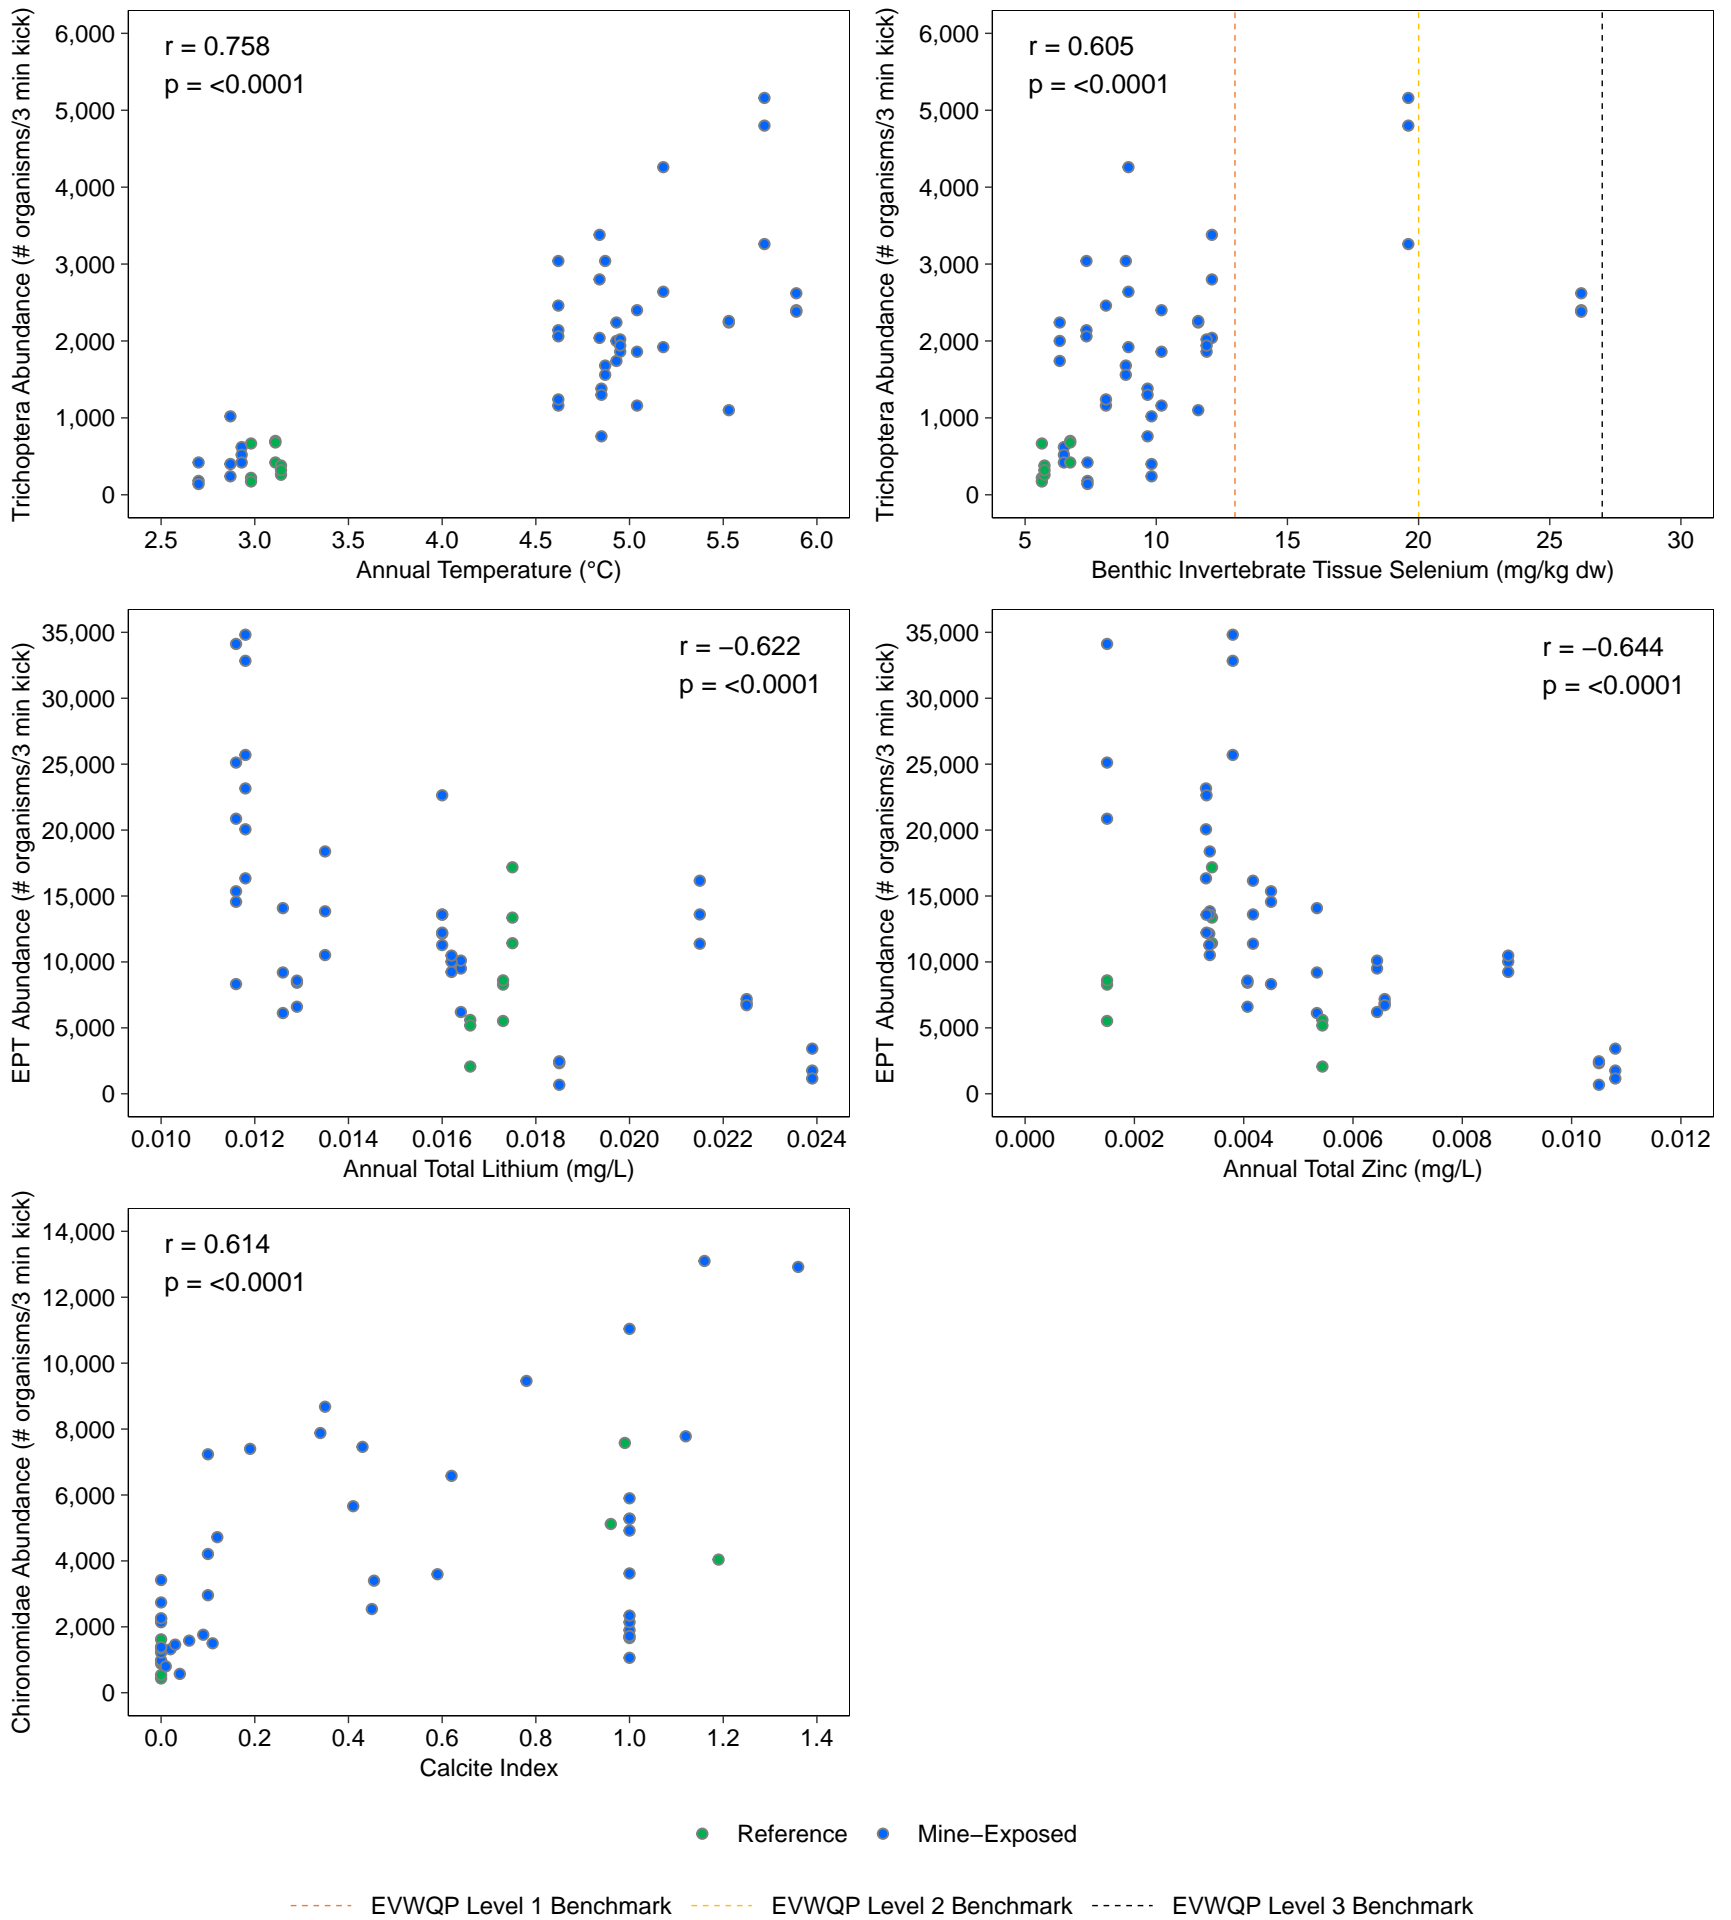 Trichoptera Abundance (# organisms/3 min kick)
6,000
5,000
4,000
3,000
2,000
1,000
0
r = 0.758
p = <0.0001
2.5 3.0 3.5 4.0 4.5 5.0 5.5 6.0
Annual Temperature (°C)
Trichoptera Abundance (# organisms/3 min kick)
6,000
5,000
4,000
3,000
2,000
1,000
0
r = 0.605
p = <0.0001
5 10 15 20 25 30
Benthic Invertebrate Tissue Selenium (mg/kg dw)
EPT Abundance (# organisms/3 min kick)
35,000
30,000
25,000
20,000
15,000
10,000
5,000
0
r = −0.622
p = <0.0001
0.010 0.012 0.014 0.016 0.018 0.020 0.022 0.024
Annual Total Lithium (mg/L)
EPT Abundance (# organisms/3 min kick)
35,000
30,000
25,000
20,000
15,000
10,000
5,000
0
r = −0.644
p = <0.0001
0.000 0.002 0.004 0.006 0.008 0.010 0.012
Annual Total Zinc (mg/L)
Chironomidae Abundance (# organisms/3 min kick)
14,000
12,000
10,000
8,000
6,000
4,000
2,000
0
r = 0.614
p = <0.0001
0.0 0.2 0.4 0.6 0.8 1.0 1.2 1.4
Calcite Index
Reference Mine−Exposed
EVWQP Level 1 Benchmark EVWQP Level 2 Benchmark EVWQP Level 3 Benchmark